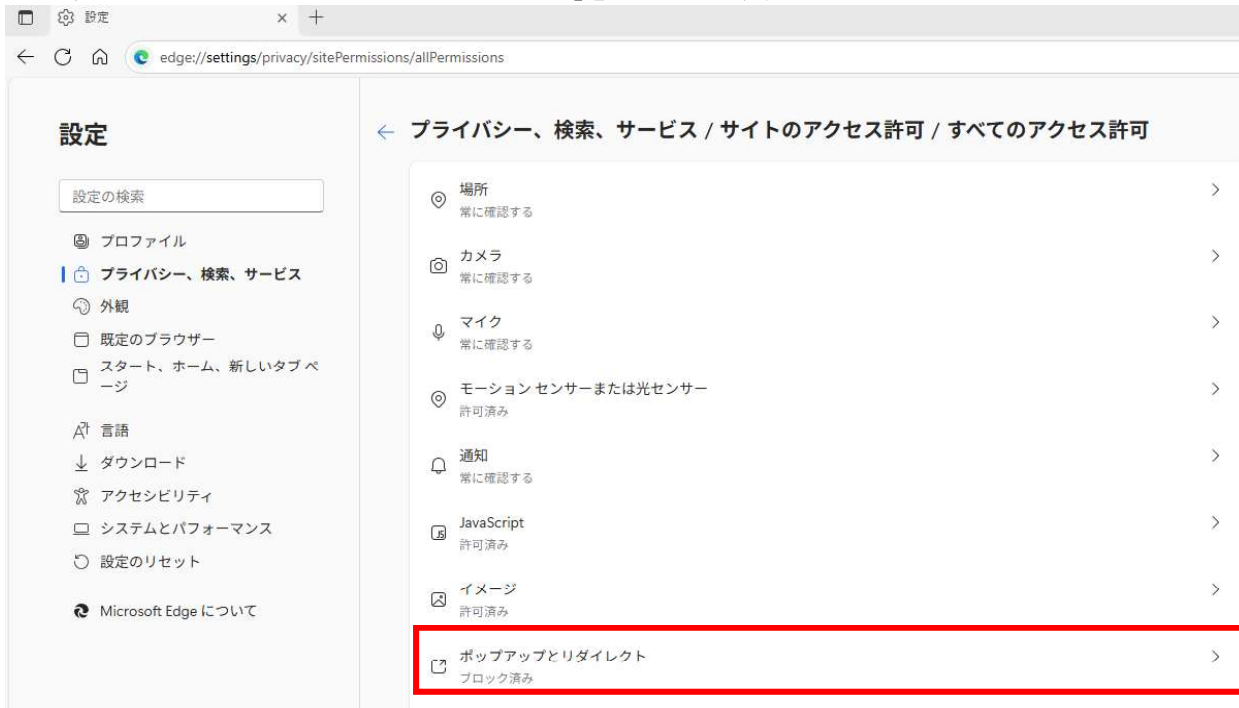 設定
edge://settings/privacy/sitePermissions/allPermissions
設定
設定の検索
プロファイル
プライバシー、検索、サービス
外観
既定のブラウザー
スタート、ホーム、新しいタブ ペ
ージ
言語
ダウンロード
アクセシビリティ
システムとパフォーマンス
設定のリセット
Microsoft Edge について
プライバシー、検索、サービス / サイトのアクセス許可 / すべてのアクセス許可
場所
常に確認する
カメラ
常に確認する
マイク
常に確認する
モーション センサーまたは光センサー
許可済み
通知
常に確認する
JavaScript
許可済み
イメージ
許可済み
ポップアップとリダイレクト
ブロック済み